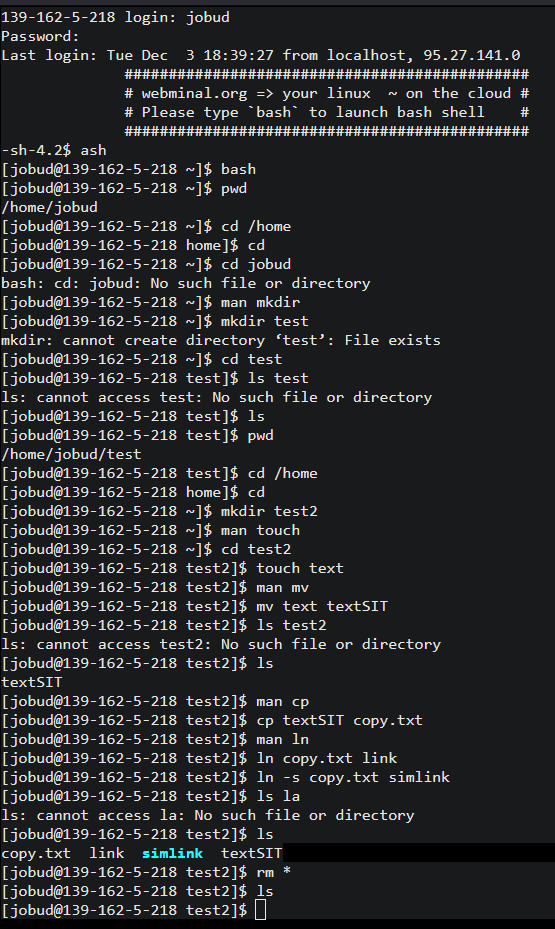 139-162-5-218 login: jobud
Password:
Last login: Tue Dec  3 18:39:27 from localhost, 95.27.141.0
##############################################
# webminal.org => your linux  ~ on the cloud #
# Please type `bash` to launch bash shell    #
##############################################
-sh-4.2$ ash
[jobud@139-162-5-218 ~]$ bash
[jobud@139-162-5-218 ~]$ pwd
/home/jobud
[jobud@139-162-5-218 ~]$ cd /home
[jobud@139-162-5-218 home]$ cd
[jobud@139-162-5-218 ~]$ cd jobud
bash: cd: jobud: No such file or directory
[jobud@139-162-5-218 ~]$ man mkdir
[jobud@139-162-5-218 ~]$ mkdir test
mkdir: cannot create directory ‘test’: File exists
[jobud@139-162-5-218 ~]$ cd test
[jobud@139-162-5-218 test]$ ls test
ls: cannot access test: No such file or directory
[jobud@139-162-5-218 test]$ ls
[jobud@139-162-5-218 test]$ pwd
/home/jobud/test
[jobud@139-162-5-218 test]$ cd /home
[jobud@139-162-5-218 home]$ cd
[jobud@139-162-5-218 ~]$ mkdir test2
[jobud@139-162-5-218 ~]$ man touch
[jobud@139-162-5-218 ~]$ cd test2
[jobud@139-162-5-218 test2]$ touch text
[jobud@139-162-5-218 test2]$ man mv
[jobud@139-162-5-218 test2]$ mv text textSIT
[jobud@139-162-5-218 test2]$ ls test2
ls: cannot access test2: No such file or directory
[jobud@139-162-5-218 test2]$ ls
textSIT
[jobud@139-162-5-218 test2]$ man cp
[jobud@139-162-5-218 test2]$ cp textSIT copy.txt
[jobud@139-162-5-218 test2]$ man ln
[jobud@139-162-5-218 test2]$ ln copy.txt link
[jobud@139-162-5-218 test2]$ ln -s copy.txt simlink
[jobud@139-162-5-218 test2]$ ls la
ls: cannot access la: No such file or directory
[jobud@139-162-5-218 test2]$ ls
copy.txt  link  simlink  textSIT
[jobud@139-162-5-218 test2]$ rm *
[jobud@139-162-5-218 test2]$ ls
[jobud@139-162-5-218 test2]$